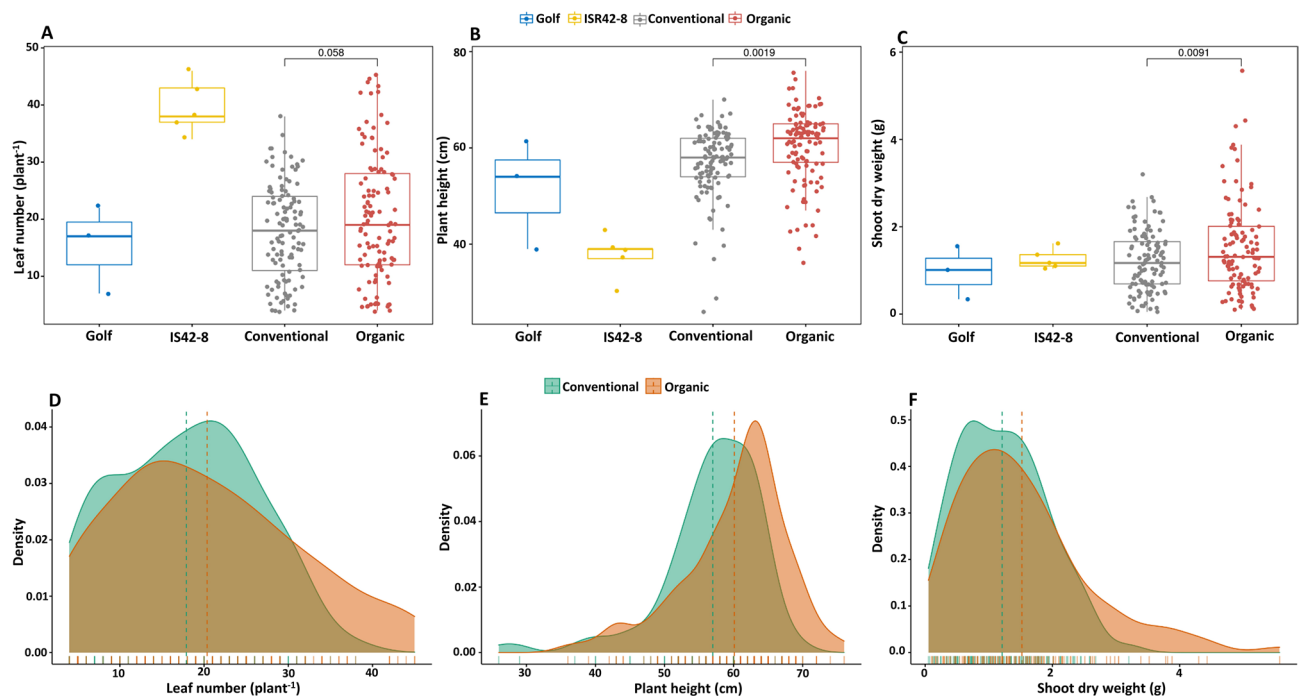 Golf ISR42-8 Conventional Organic
A
Leaf number (plant⁻¹)
50
40
30
20
10
0.058
Golf IS42-8 Conventional Organic
B
Plant height (cm)
80
60
40
0.0019
Golf IS42-8 Conventional Organic
C
Shoot dry weight (g)
6
4
2
0
0.0091
Golf IS42-8 Conventional Organic
Conventional Organic
D
Density
0.04
0.03
0.02
0.01
0.00
10 20 30 40
Leaf number (plant⁻¹)
E
Density
0.06
0.04
0.02
0.00
30 40 50 60 70
Plant height (cm)
F
Density
0.5
0.4
0.3
0.2
0.1
0.0
0 2 4
Shoot dry weight (g)